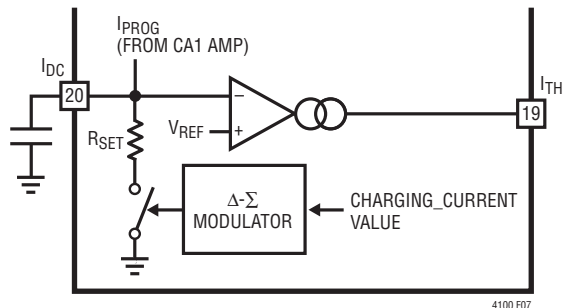 I_PROG
(FROM CA1 AMP)
I_DC
20
I_TH
19
–
+
V_REF
R_SET
Δ-Σ
MODULATOR
CHARGING_CURRENT
VALUE
4100 F07